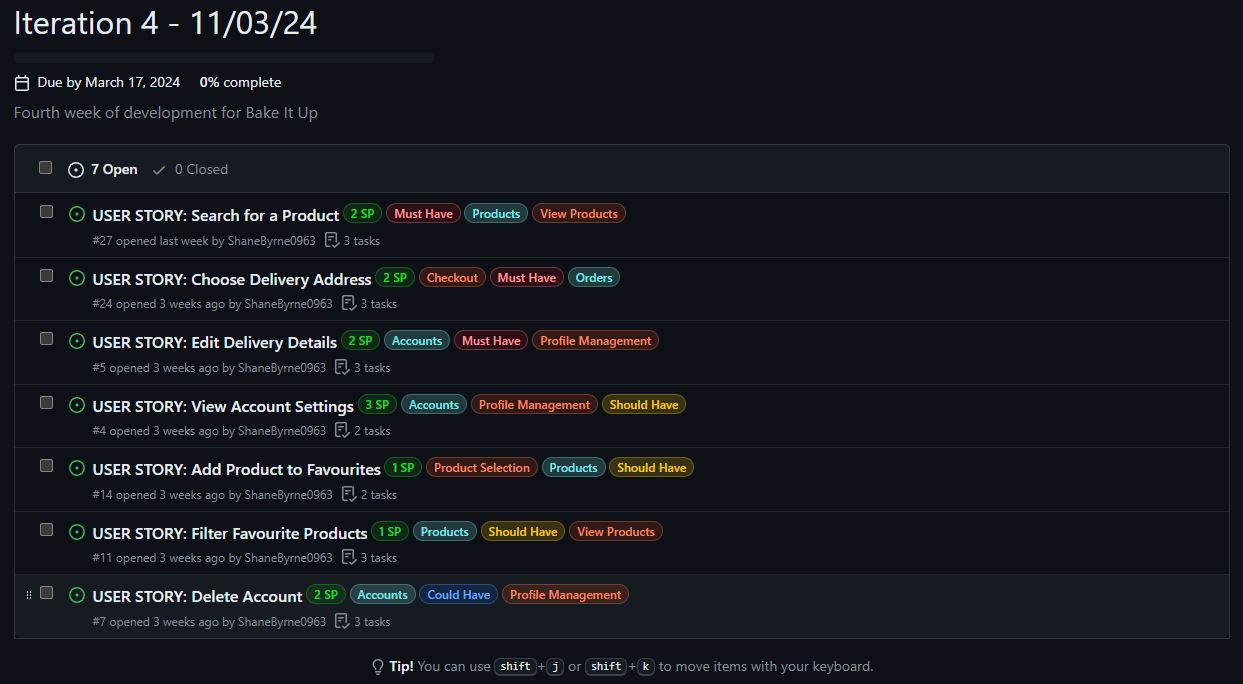 Iteration 4 - 11/03/24
Due by March 17, 2024 0% complete
Fourth week of development for Bake It Up
7 Open 0 Closed
USER STORY: Search for a Product 2 SP Must Have Products View Products
#27 opened last week by ShaneByrne0963 3 tasks
USER STORY: Choose Delivery Address 2 SP Checkout Must Have Orders
#24 opened 3 weeks ago by ShaneByrne0963 3 tasks
USER STORY: Edit Delivery Details 2 SP Accounts Must Have Profile Management
#5 opened 3 weeks ago by ShaneByrne0963 3 tasks
USER STORY: View Account Settings 3 SP Accounts Profile Management Should Have
#4 opened 3 weeks ago by ShaneByrne0963 2 tasks
USER STORY: Add Product to Favourites 1 SP Product Selection Products Should Have
#14 opened 3 weeks ago by ShaneByrne0963 2 tasks
USER STORY: Filter Favourite Products 1 SP Products Should Have View Products
#11 opened 3 weeks ago by ShaneByrne0963 3 tasks
USER STORY: Delete Account 2 SP Accounts Could Have Profile Management
#7 opened 3 weeks ago by ShaneByrne0963 3 tasks
Tip! You can use shift+j or shift+k to move items with your keyboard.